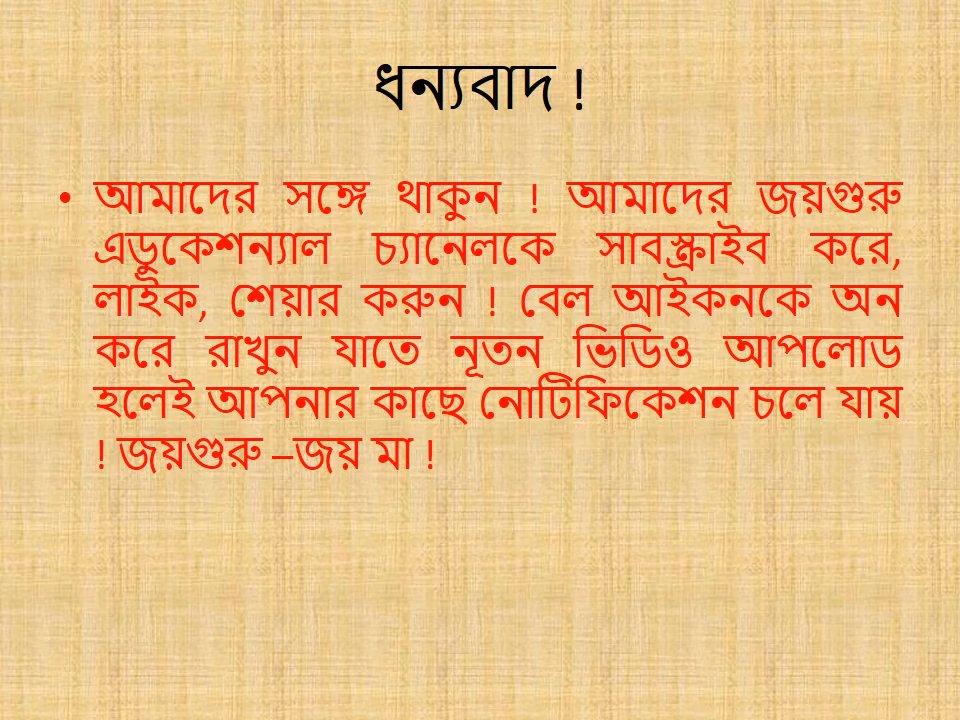 ধন্যবাদ !
• আমাদের সঙ্গে থাকুন ! আমাদের জয়গুরু
এডুকেশন্যাল চ্যানেলকে সাবস্ক্রাইব করে,
লাইক, শেয়ার করুন ! বেল আইকনকে অন
করে রাখুন যাতে নূতন ভিডিও আপলোড
হলেই আপনার কাছে নোটিফিকেশন চলে যায়
! জয়গুরু –জয় মা !